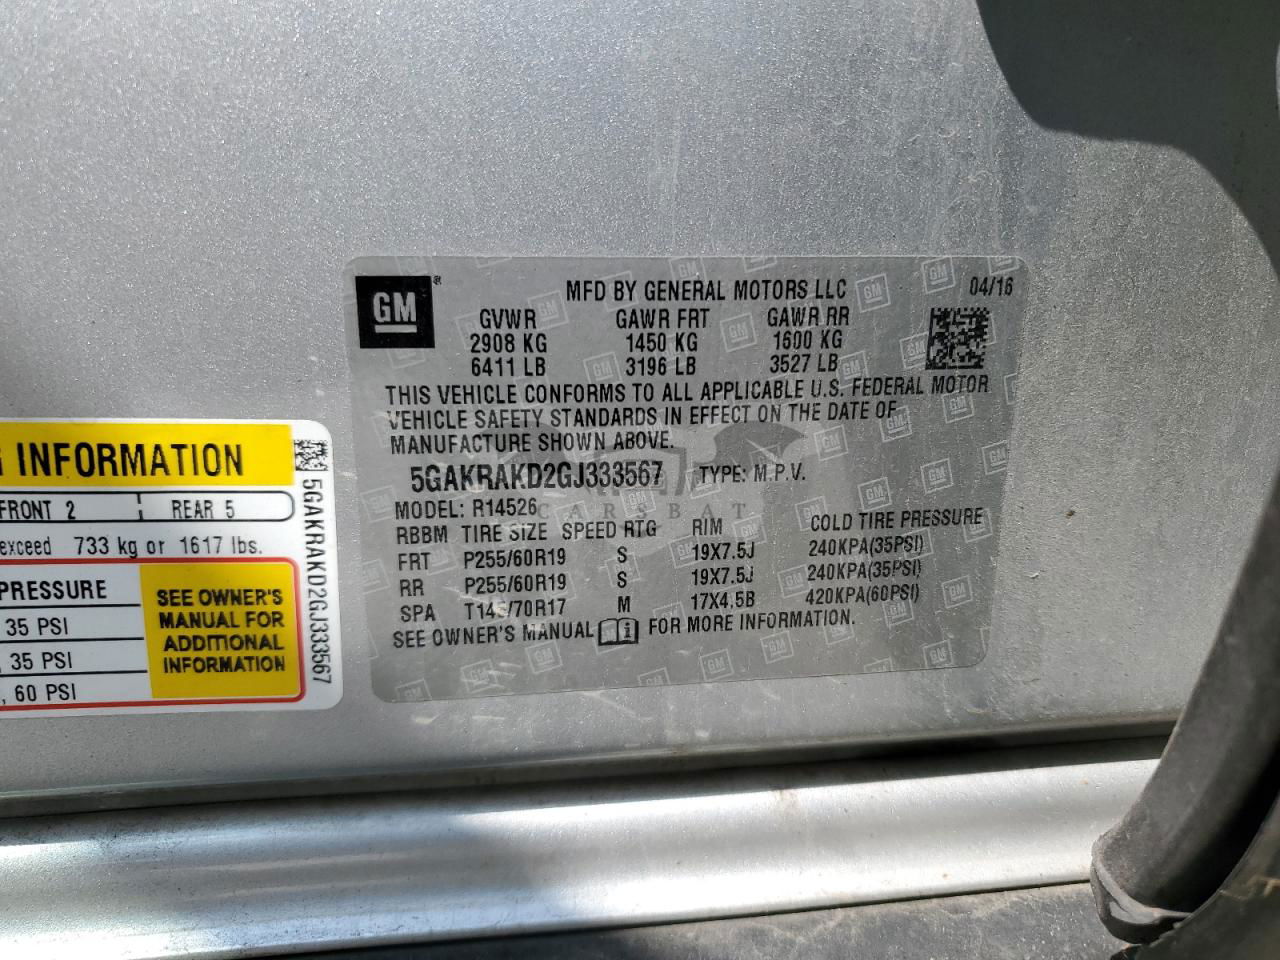 GM
®
MFD BY GENERAL MOTORS LLC
04/16
GVWR GAWR FRT GAWR RR
2908 KG 1450 KG 1600 KG
6411 LB 3196 LB 3527 LB
THIS VEHICLE CONFORMS TO ALL APPLICABLE U.S. FEDERAL MOTOR
VEHICLE SAFETY STANDARDS IN EFFECT ON THE DATE OF
MANUFACTURE SHOWN ABOVE.
5GAKRAKD2GJ333567 TYPE: M.P.V.
MODEL: R14526
CARSBAT
RBBM TIRE SIZE SPEED RTG RIM COLD TIRE PRESSURE
FRT P255/60R19 S 19X7.5J 240KPA(35PSI)
RR P255/60R19 S 19X7.5J 240KPA(35PSI)
SPA T145/70R17 M 17X4.5B 420KPA(60PSI)
SEE OWNER'S MANUAL FOR MORE INFORMATION.
INFORMATION
FRONT 2 REAR 5
exceed 733 kg or 1617 lbs.
PRESSURE
35 PSI
, 35 PSI
, 60 PSI
SEE OWNER'S
MANUAL FOR
ADDITIONAL
INFORMATION
5GAKRAKD2GJ333567